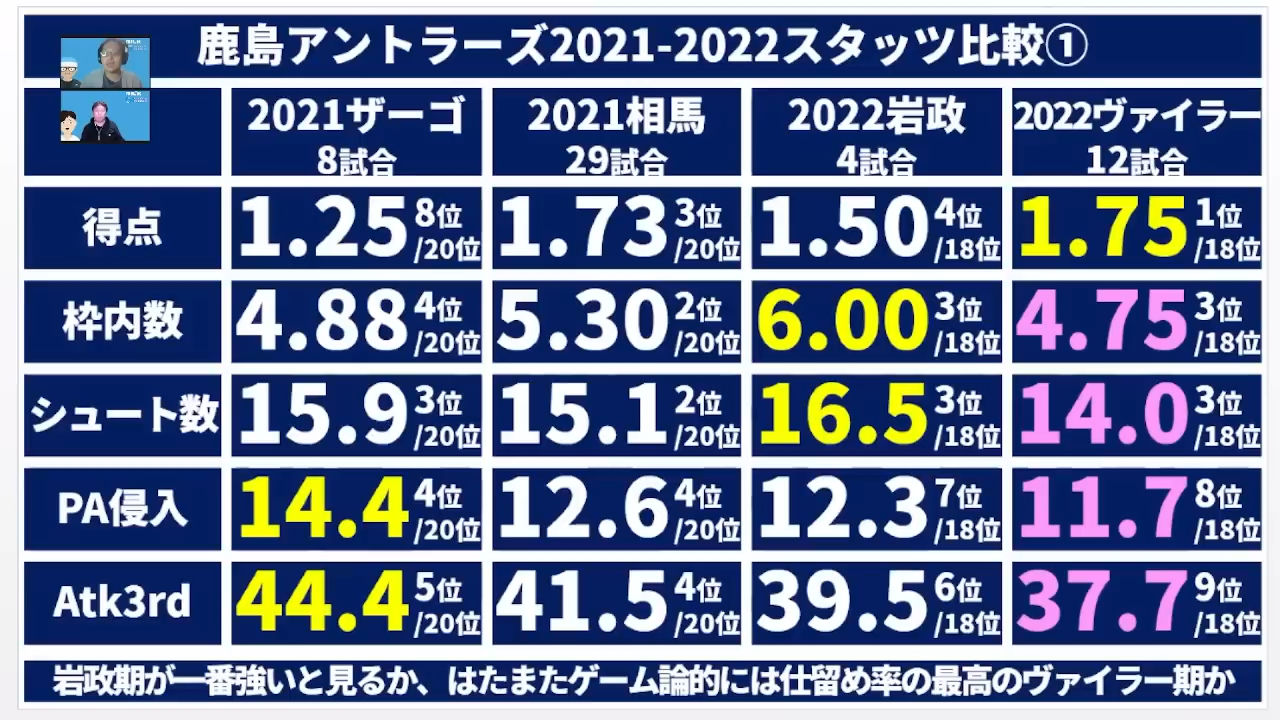 鹿島アントラーズ2021-2022スタッツ比較①
2021ザーゴ 8試合
2021相馬 29試合
2022岩政 4試合
2022ヴァイラー 12試合
得点 1.25 8位/20位 1.73 3位/20位 1.50 4位/18位 1.75 1位/18位
枠内数 4.88 4位/20位 5.30 2位/20位 6.00 3位/18位 4.75 3位/18位
シュート数 15.9 3位/20位 15.1 2位/20位 16.5 3位/18位 14.0 3位/18位
PA侵入 14.4 4位/20位 12.6 4位/20位 12.3 7位/18位 11.7 8位/18位
Atk3rd 44.4 5位/20位 41.5 4位/20位 39.5 6位/18位 37.7 9位/18位
岩政期が一番強いと見るか、はたまたゲーム論的には仕留め率の最高のヴァイラー期か